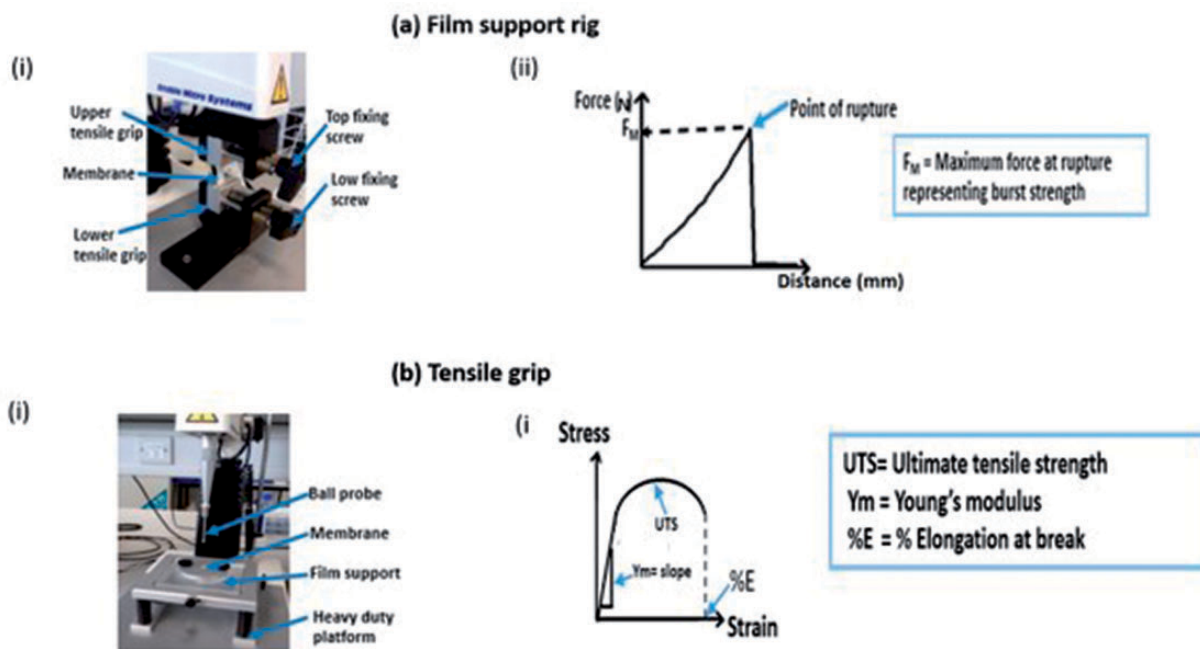 (a) Film support rig
(i)
Stable Micro Systems
Upper
tensile grip
Membrane
Lower
tensile grip
Top fixing
screw
Low fixing
screw
(ii)
Force (N)
FM
Point of rupture
Distance (mm)
FM = Maximum force at rupture
representing burst strength
(b) Tensile grip
(i)
Ball probe
Membrane
Film support
Heavy duty
platform
(i
Stress
UTS
Ym= slope
%E
Strain
UTS= Ultimate tensile strength
Ym = Young's modulus
%E = % Elongation at break